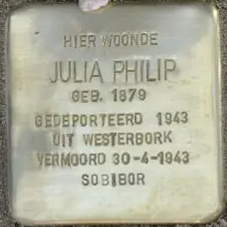 HIER WOONDE
JULIA PHILIP
GEB. 1879
GEDEPORTEERD 1943
UIT WESTERBORK
VERMOORD 30-4-1943
SOBIBOR